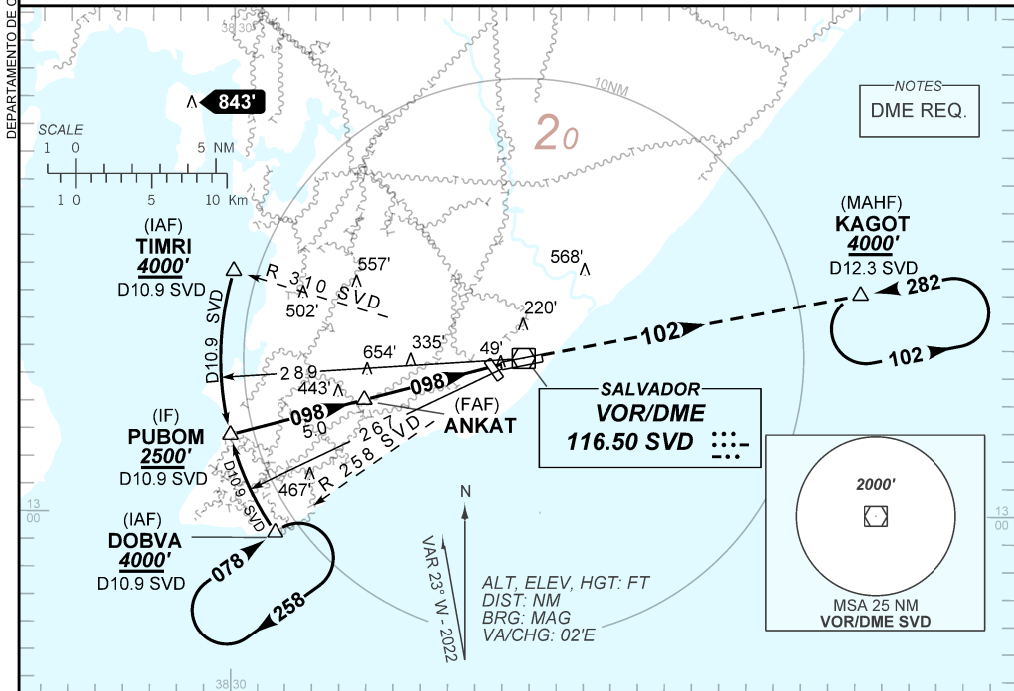 DEPARTAMENTO DE
38 30
843'
10NM
20
NOTES
DME REQ.
SCALE
1 0 5 NM
1 0 5 10 Km
(IAF)
TIMRI
4000'
D10.9 SVD
R 310 SVD
557'
502'
568'
220'
(MAHF)
KAGOT
4000'
D12.3 SVD
282
102
102
D10.9 SVD
289
654'
335'
49'
443'
098
098
5.0
(FAF)
ANKAT
267
R 258 SVD
467'
(IF)
PUBOM
2500'
D10.9 SVD
D10.9 SVD
SALVADOR
VOR/DME
116.50 SVD
13
00
(IAF)
DOBVA
4000'
D10.9 SVD
078
258
N
VAR 23° W - 2022
ALT, ELEV, HGT: FT
DIST: NM
BRG: MAG
VA/CHG: 02'E
2000'
MSA 25 NM
VOR/DME SVD
13
00
38 30